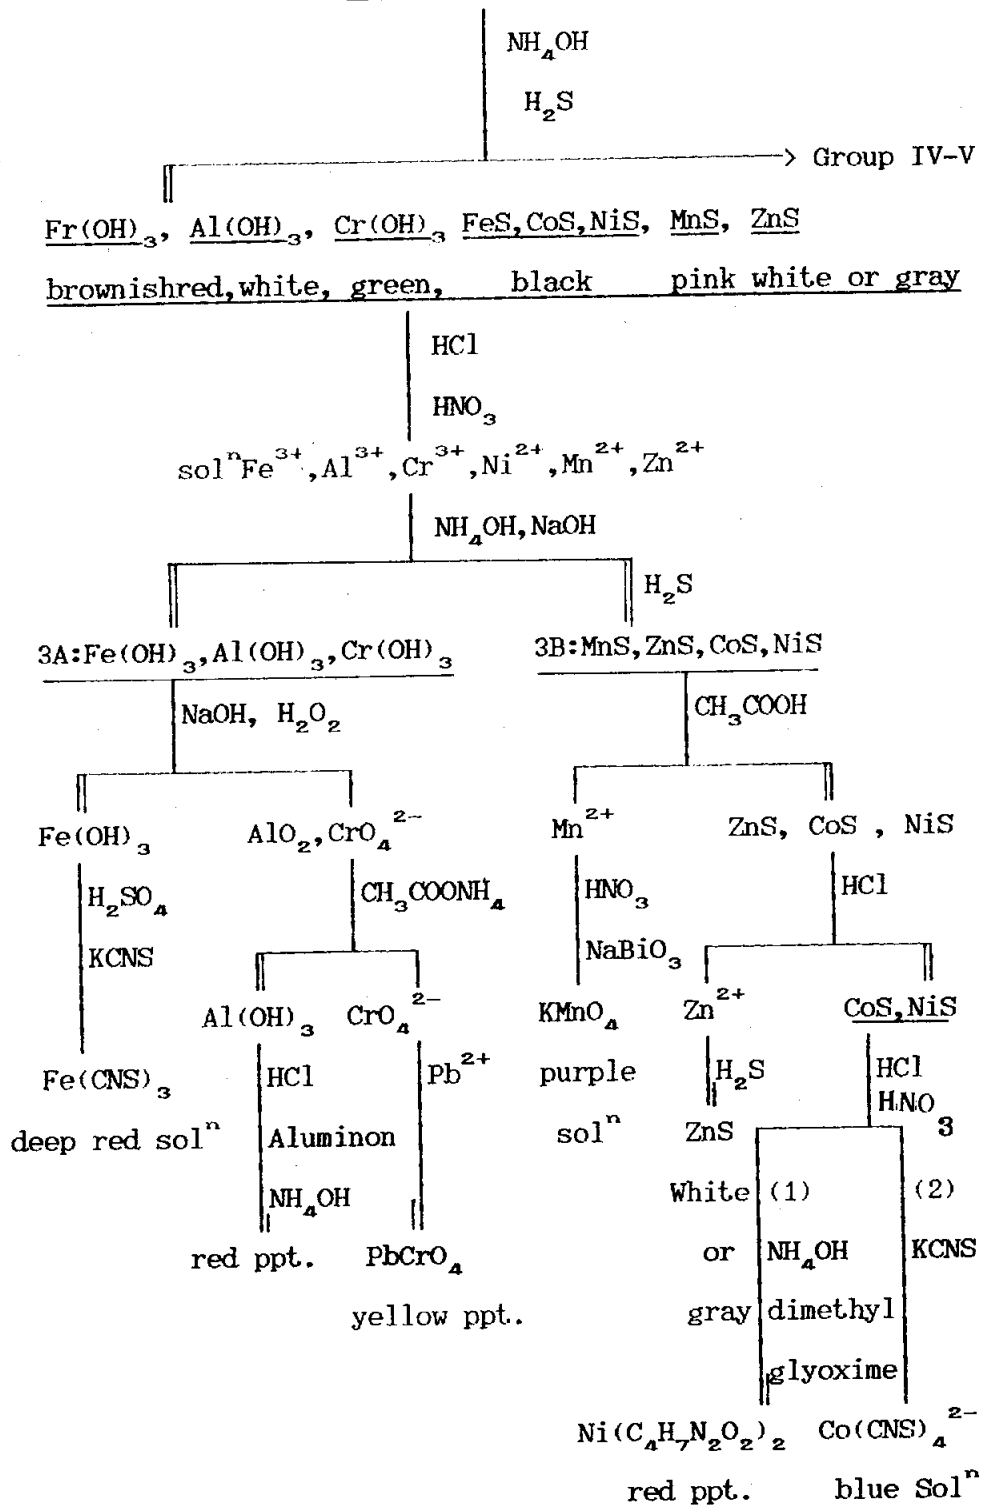 NH₄OH
H₂S
Group IV-V
Fr(OH)₃, Al(OH)₃, Cr(OH)₃ FeS,CoS,NiS, MnS, ZnS
brownishred,white, green, black pink white or gray
HCl
HNO₃
solⁿFe³⁺,Al³⁺,Cr³⁺,Ni²⁺,Mn²⁺,Zn²⁺
NH₄OH,NaOH
H₂S
3A:Fe(OH)₃,Al(OH)₃,Cr(OH)₃ 3B:MnS,ZnS,CoS,NiS
NaOH, H₂O₂ CH₃COOH
Fe(OH)₃ AlO₂,CrO₄²⁻ Mn²⁺ ZnS, CoS , NiS
H₂SO₄ CH₃COONH₄ HNO₃ HCl
KCNS NaBiO₃
Al(OH)₃ CrO₄²⁻ KMnO₄ Zn²⁺ CoS,NiS
Fe(CNS)₃ HCl Pb²⁺ purple H₂S HCl
HNO₃
deep red solⁿ Aluminon solⁿ ZnS
NH₄OH White (1) (2)
red ppt. PbCrO₄ or NH₄OH KCNS
yellow ppt.. gray dimethyl
glyoxime
Ni(C₄H₇N₂O₂)₂ Co(CNS)₄²⁻
red ppt.. blue Solⁿ